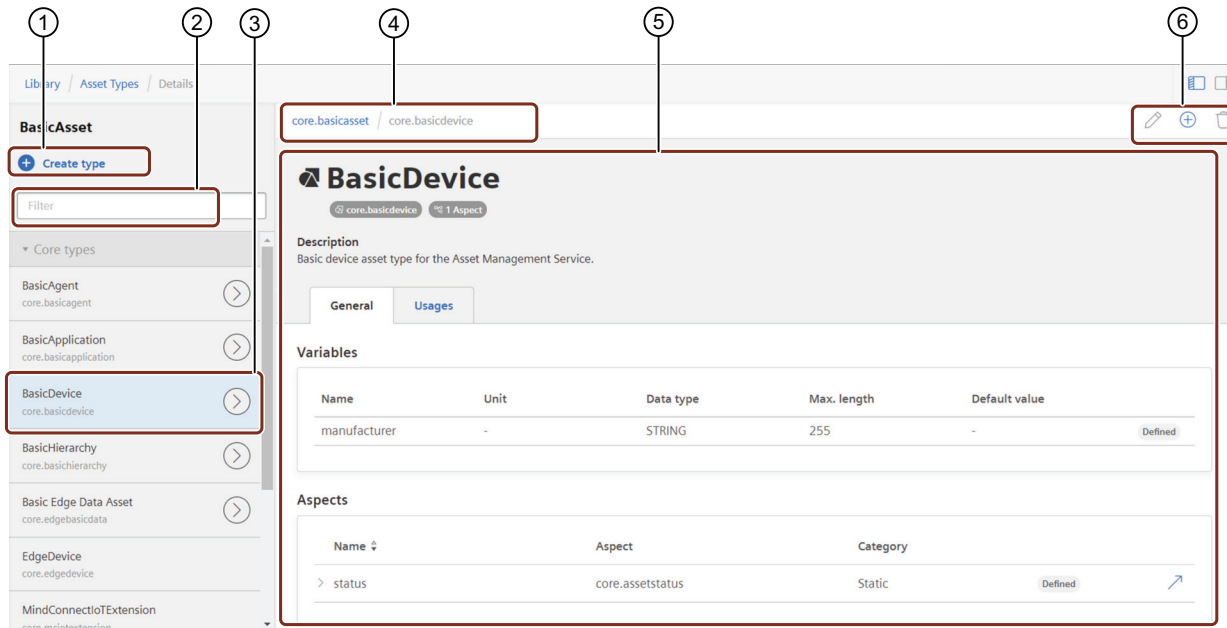 1 2 3 4 5 6
Library / Asset Types / Details
BasicAsset
Create type
Filter
Core types
BasicAgent
core.basicagent
BasicApplication
core.basicapplication
BasicDevice
core.basicdevice
BasicHierarchy
core.basichierarchy
Basic Edge Data Asset
core.edgebasicdata
EdgeDevice
core.edgedevice
MindConnectIoTExtension
core.basicasset / core.basicdevice
BasicDevice
core.basicdevice 1 Aspect
Description
Basic device asset type for the Asset Management Service.
General Usages
Variables
Name Unit Data type Max. length Default value
manufacturer - STRING 255 - Defined
Aspects
Name Aspect Category
status core.assetstatus Static Defined